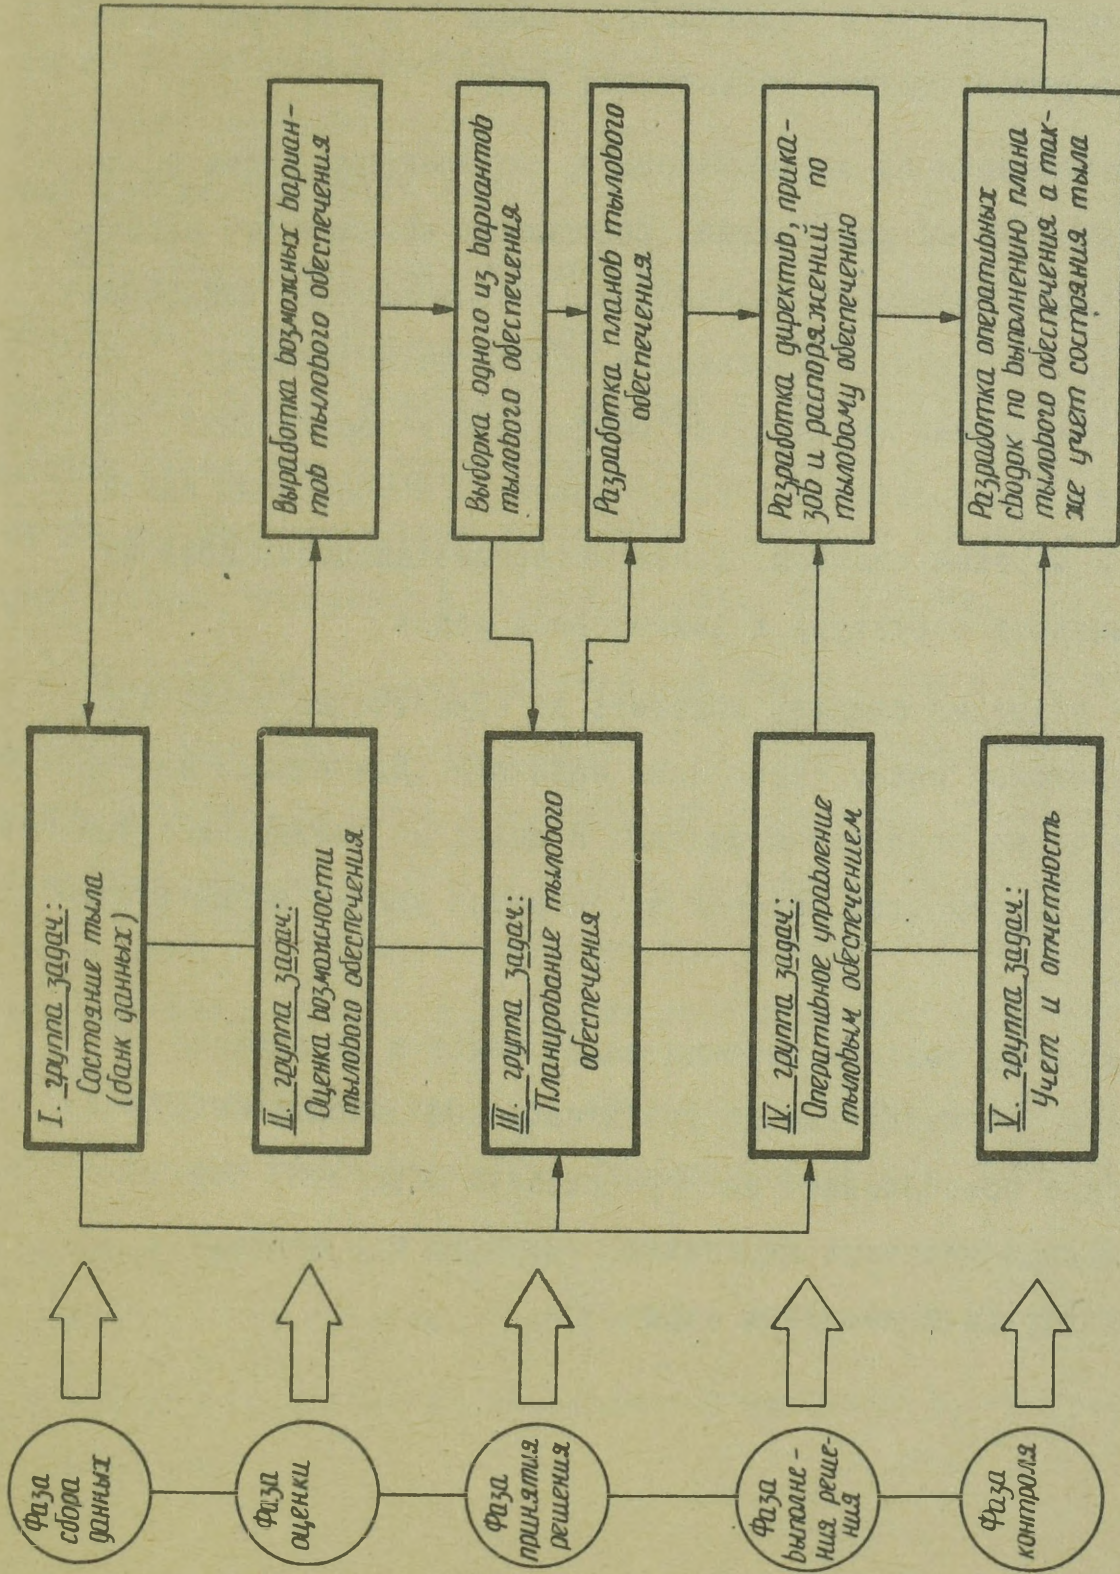 Фаза
сбора
данных
Фаза
оценки
Фаза
принятия
решения
Фаза
выполне-
ния реше-
ния
Фаза
контроля
I. группа задач:
Состояние тыла
(банк данных)
II. группа задач:
Оценка возможности
тылового обеспечения
III. группа задач:
Планирование тылового
обеспечения
IV. группа задач:
Оперативное управление
тыловым обеспечением
V. группа задач:
Учет и отчетность
Выработка возможных вариан-
тов тылового обеспечения
Выборка одного из вариантов
тылового обеспечения
Разработка планов тылового
обеспечения
Разработка директив, прика-
зов и распоряжений по
тыловому обеспечению
Разработка оперативных
сводок по выполнению плана
тылового обеспечения а так-
же учет состояния тыла